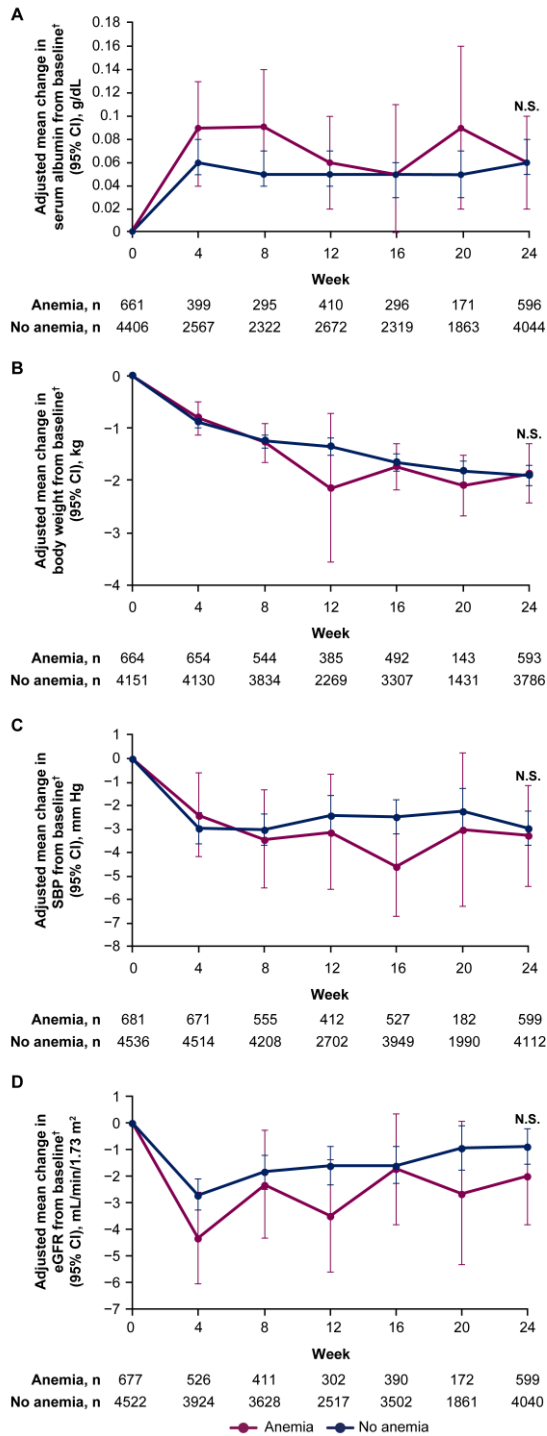 A
Adjusted mean change in
serum albumin from baseline†
(95% CI), g/dL
0.18
0.16
0.14
0.12
0.1
0.08
0.06
0.04
0.02
0
N.S.
0 4 8 12 16 20 24
Week
Anemia, n 661 399 295 410 296 171 596
No anemia, n 4406 2567 2322 2672 2319 1863 4044
B
Adjusted mean change in
body weight from baseline†
(95% CI), kg
0
−1
−2
−3
−4
N.S.
0 4 8 12 16 20 24
Week
Anemia, n 664 654 544 385 492 143 593
No anemia, n 4151 4130 3834 2269 3307 1431 3786
C
Adjusted mean change in
SBP from baseline†
(95% CI), mm Hg
1
0
−1
−2
−3
−4
−5
−6
−7
−8
N.S.
0 4 8 12 16 20 24
Week
Anemia, n 681 671 555 412 527 182 599
No anemia, n 4536 4514 4208 2702 3949 1990 4112
D
Adjusted mean change in
eGFR from baseline†
(95% CI), mL/min/1.73 m²
1
0
−1
−2
−3
−4
−5
−6
−7
N.S.
0 4 8 12 16 20 24
Week
Anemia, n 677 526 411 302 390 172 599
No anemia, n 4522 3924 3628 2517 3502 1861 4040
Anemia No anemia